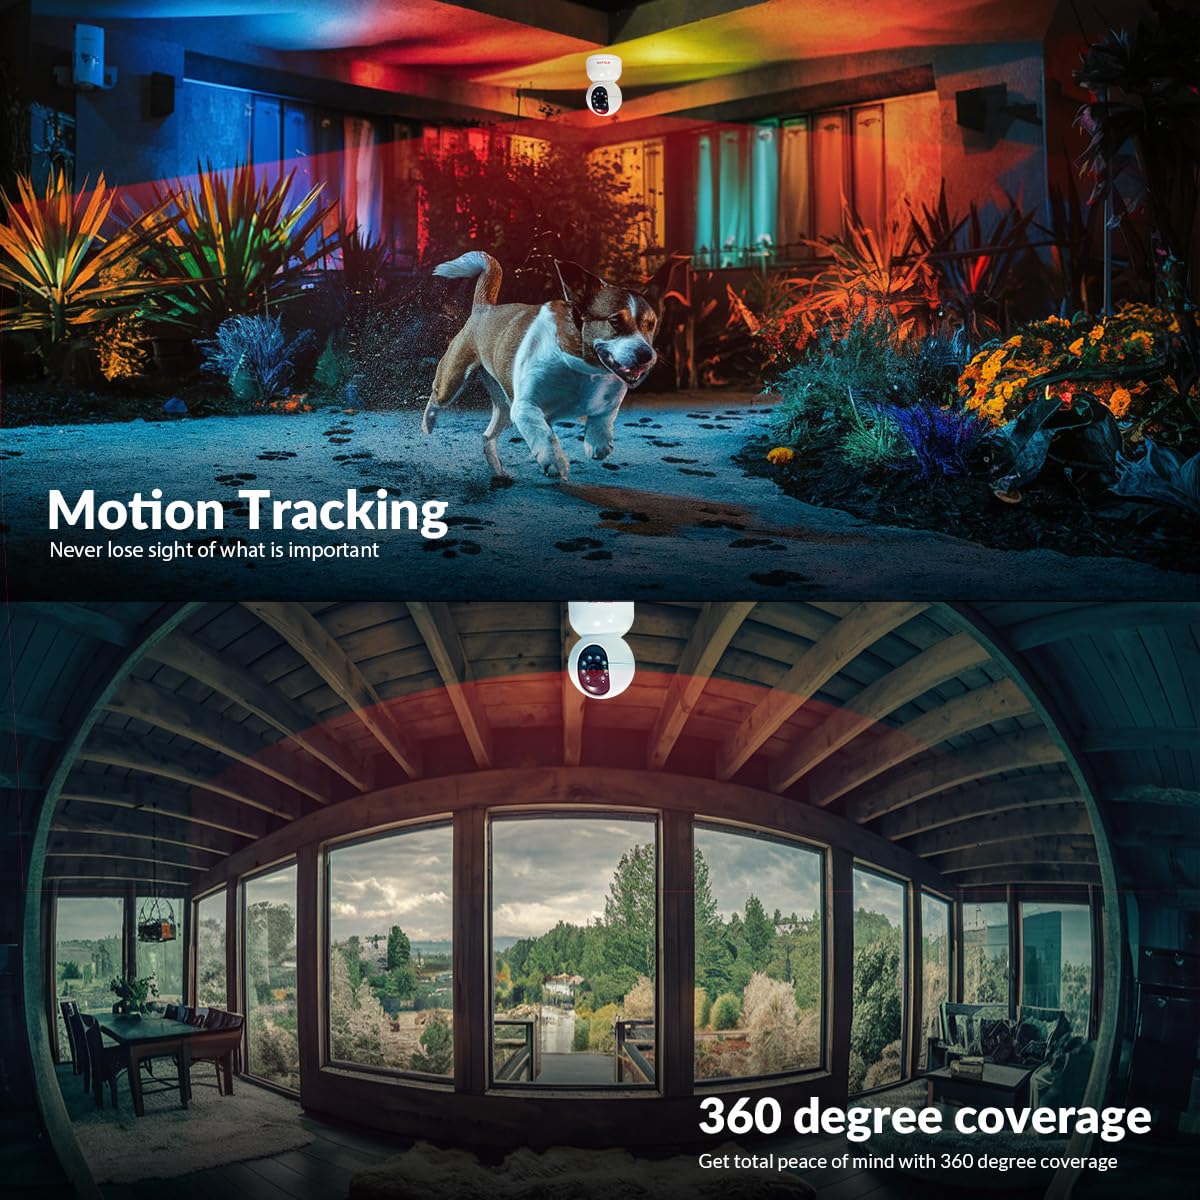 Motion Tracking
Never lose sight of what is important
360 degree coverage
Get total peace of mind with 360 degree coverage